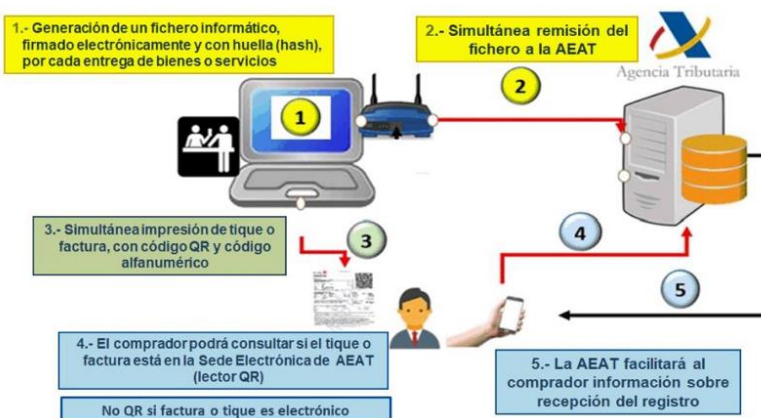 1.- Generación de un fichero informático,
firmado electrónicamente y con huella (hash),
por cada entrega de bienes o servicios
2.- Simultánea remisión del
fichero a la AEAT
Agencia Tributaria
1
2
3.- Simultánea impresión de tique o
factura, con código QR y código
alfanumérico
3
4
5
4.- El comprador podrá consultar si el tique o
factura está en la Sede Electrónica de AEAT
(lector QR)
No QR si factura o tique es electrónico
5.- La AEAT facilitará al
comprador información sobre
recepción del registro